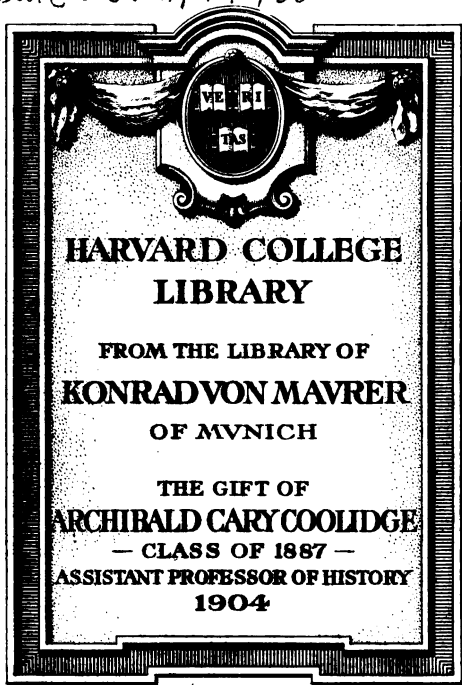 VE RI
TAS
HARVARD COLLEGE
LIBRARY
FROM THE LIBRARY OF
KONRAD VON MAVRER
OF MVNICH
THE GIFT OF
ARCHIBALD CARY COOLIDGE
— CLASS OF 1887 —
ASSISTANT PROFESSOR OF HISTORY
1904